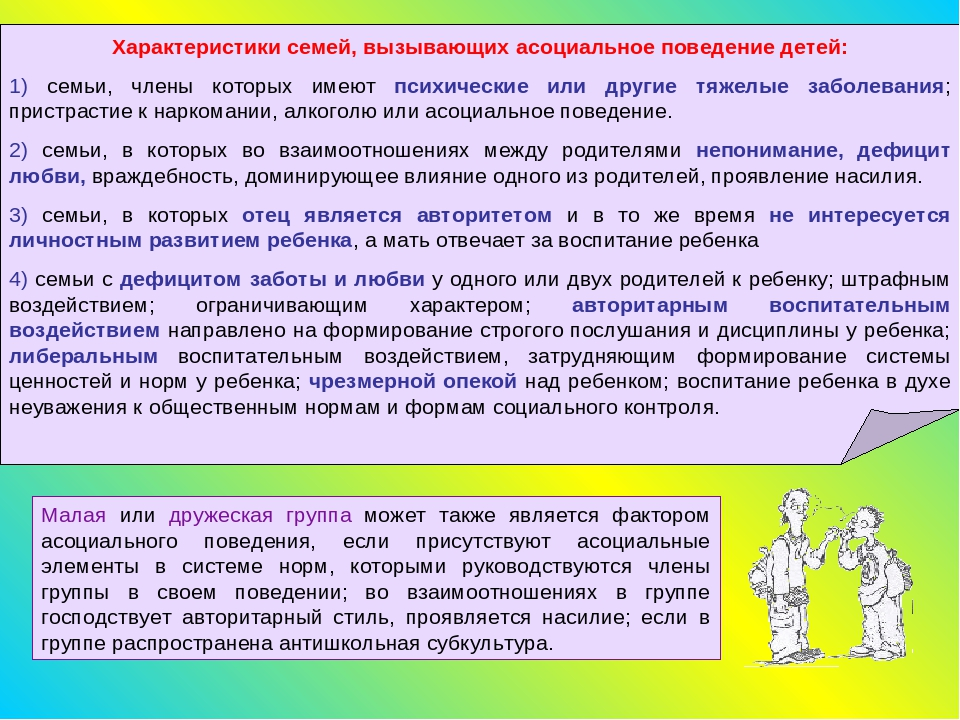 Характеристики семей, вызывающих асоциальное поведение детей:
1) семьи, члены которых имеют психические или другие тяжелые заболевания;
пристрастие к наркомании, алкоголю или асоциальное поведение.
2) семьи, в которых во взаимоотношениях между родителями непонимание, дефицит
любви, враждебность, доминирующее влияние одного из родителей, проявление насилия.
3) семьи, в которых отец является авторитетом и в то же время не интересуется
личностным развитием ребенка, а мать отвечает за воспитание ребенка
4) семьи с дефицитом заботы и любви у одного или двух родителей к ребенку; штрафным
воздействием; ограничивающим характером; авторитарным воспитательным
воздействием направлено на формирование строгого послушания и дисциплины у ребенка;
либеральным воспитательным воздействием, затрудняющим формирование системы
ценностей и норм у ребенка; чрезмерной опекой над ребенком; воспитание ребенка в духе
неуважения к общественным нормам и формам социального контроля.
Малая или дружеская группа может также является фактором
асоциального поведения, если присутствуют асоциальные
элементы в системе норм, которыми руководствуются члены
группы в своем поведении; во взаимоотношениях в группе
господствует авторитарный стиль, проявляется насилие; если в
группе распространена антишкольная субкультура.